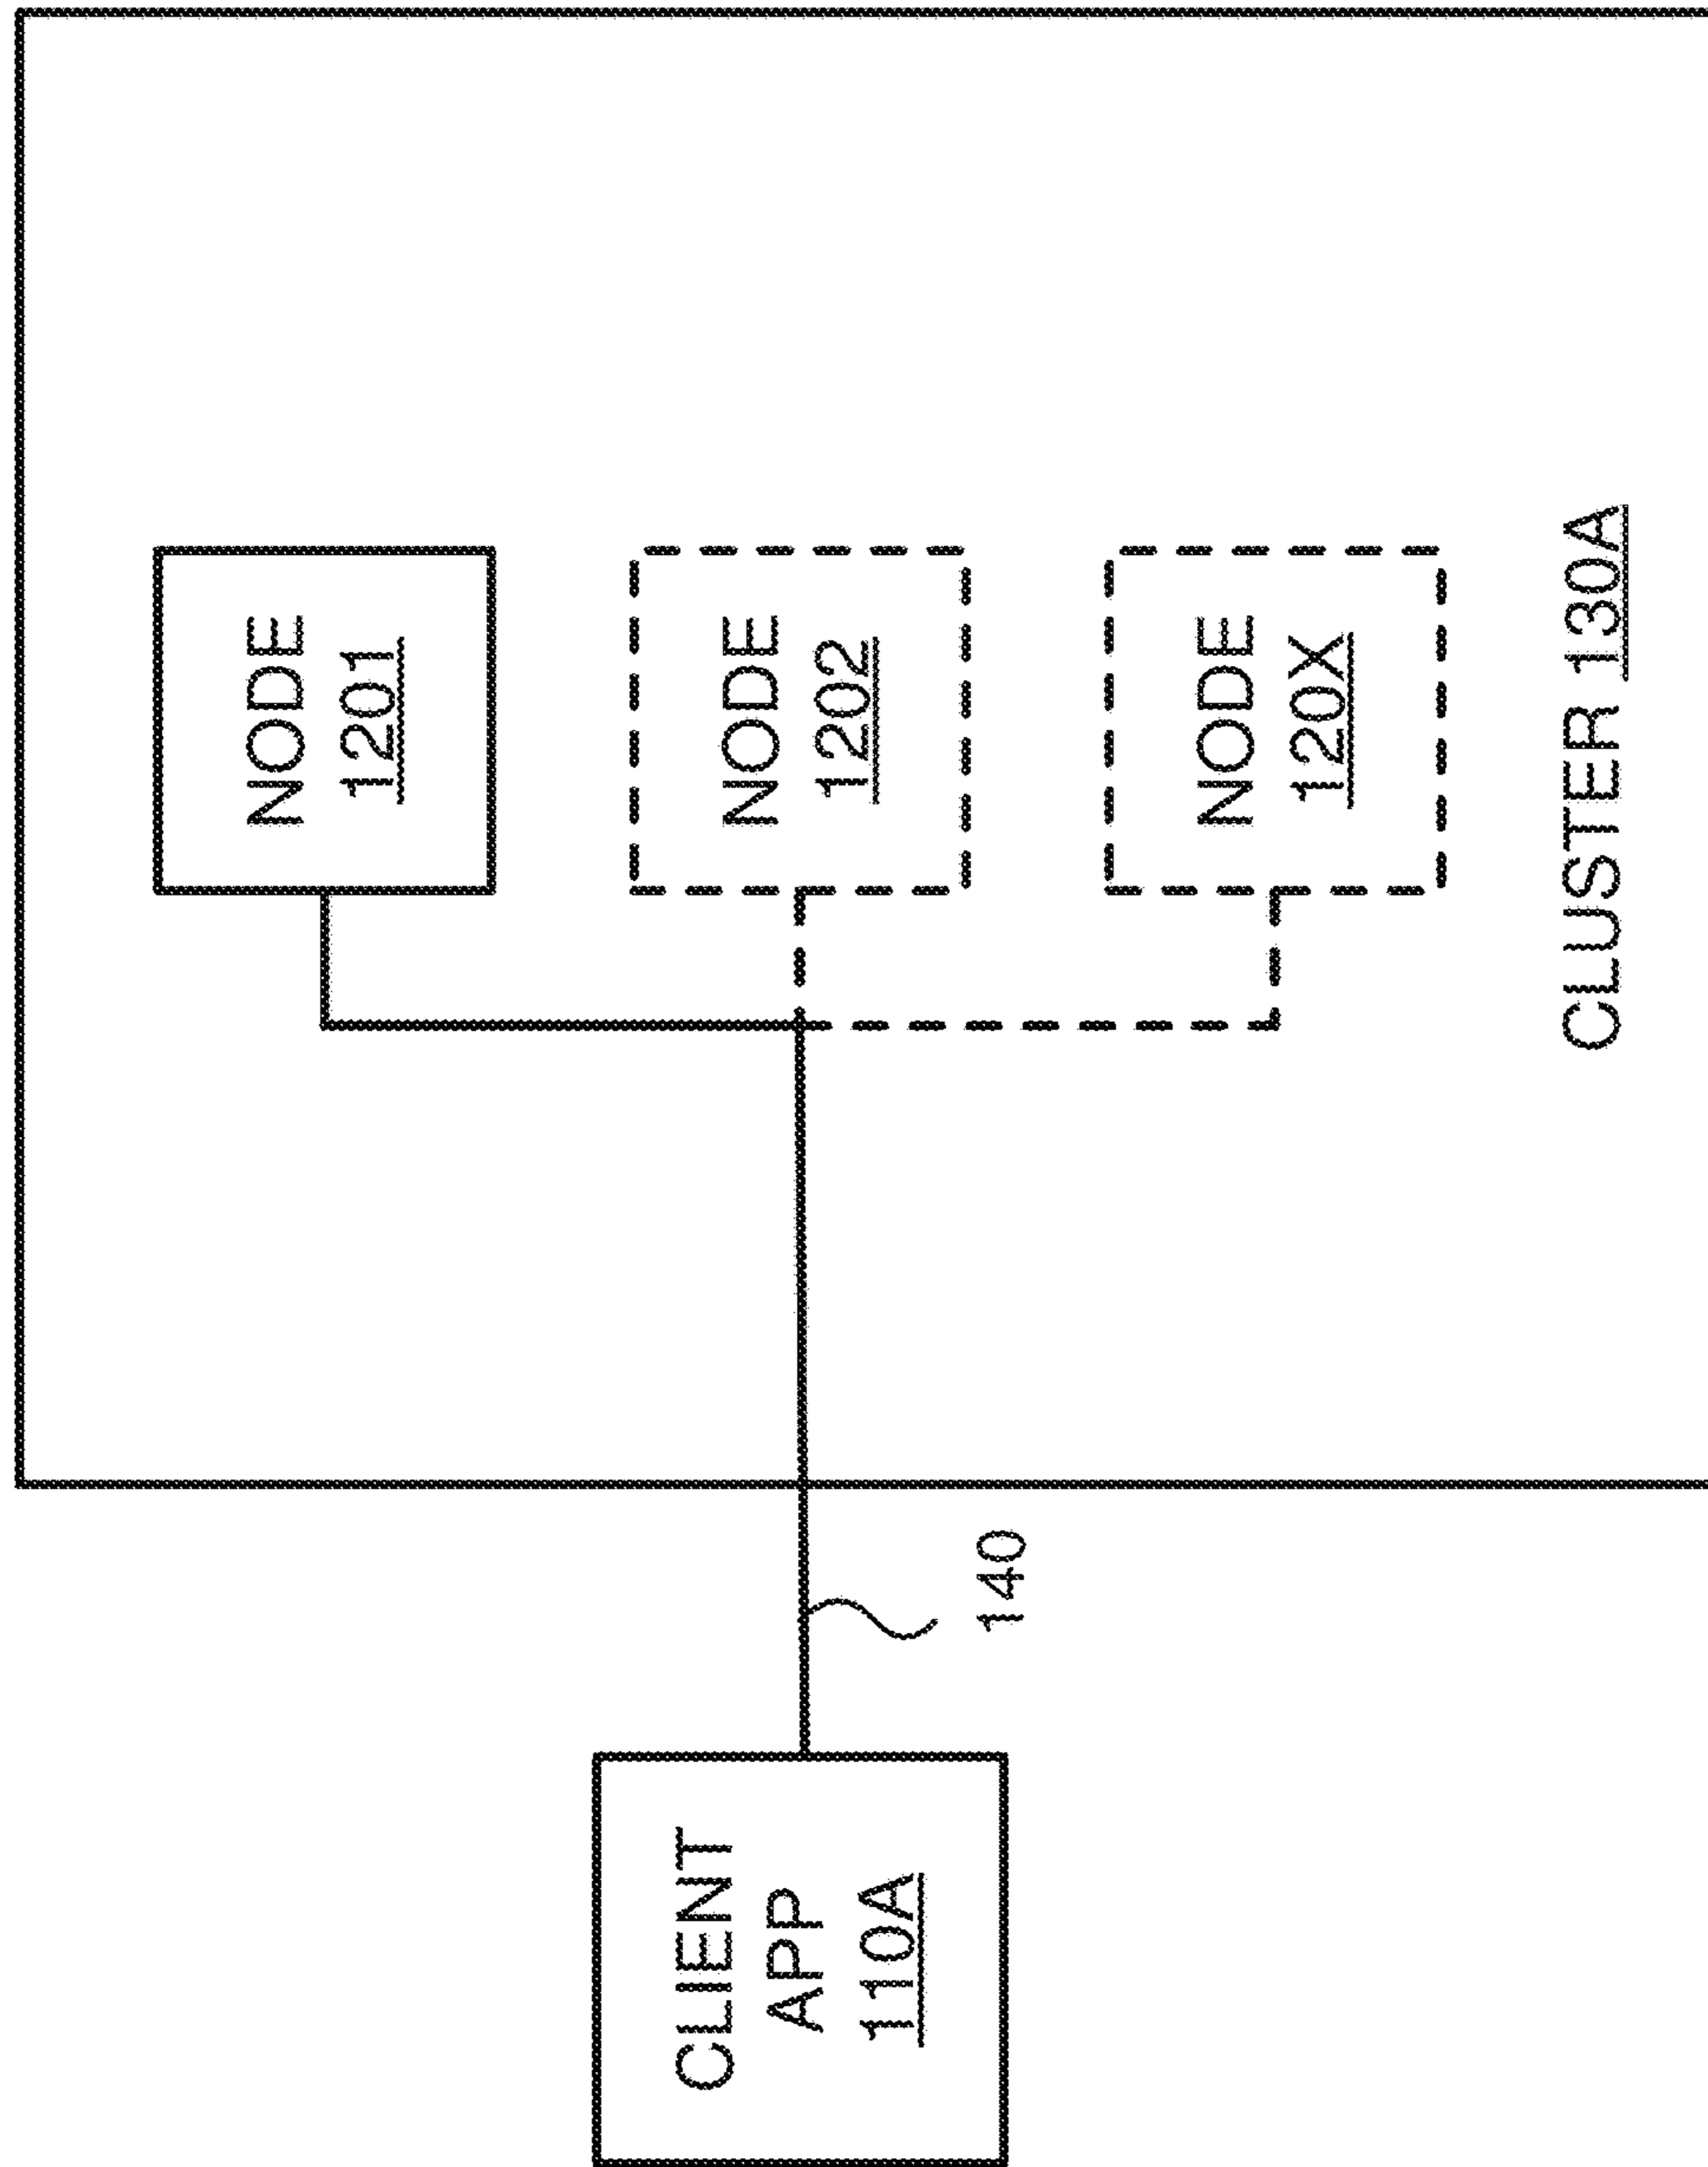 NODE
1201
NODE
1202
NODE
120X
CLUSTER 130A
140
CLIENT
APP
110A